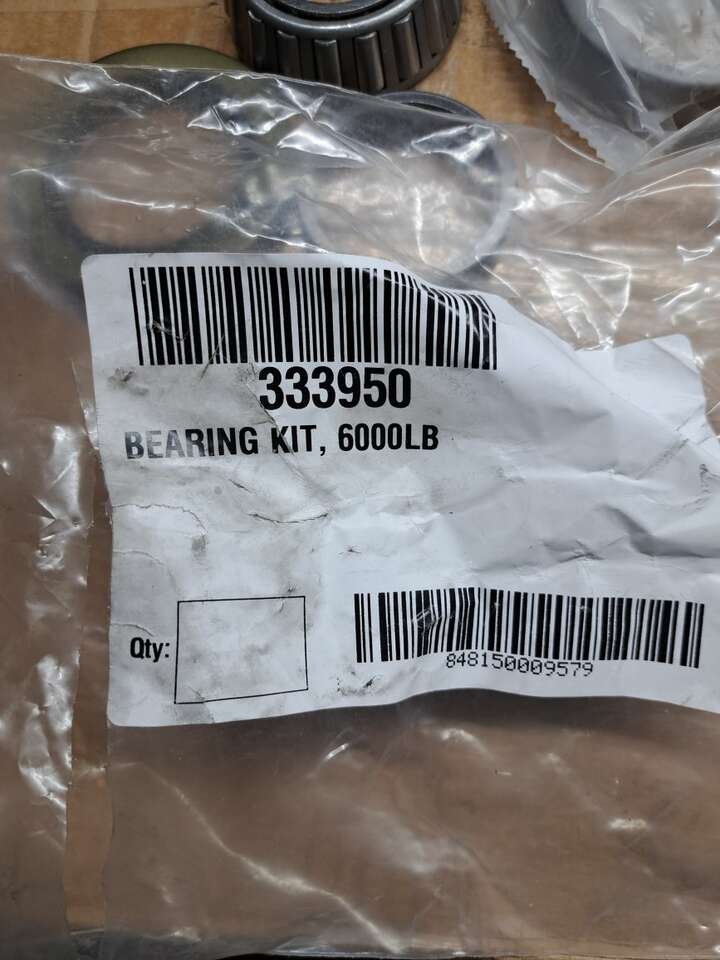 333950
BEARING KIT, 6000LB
Qty:
848150009579